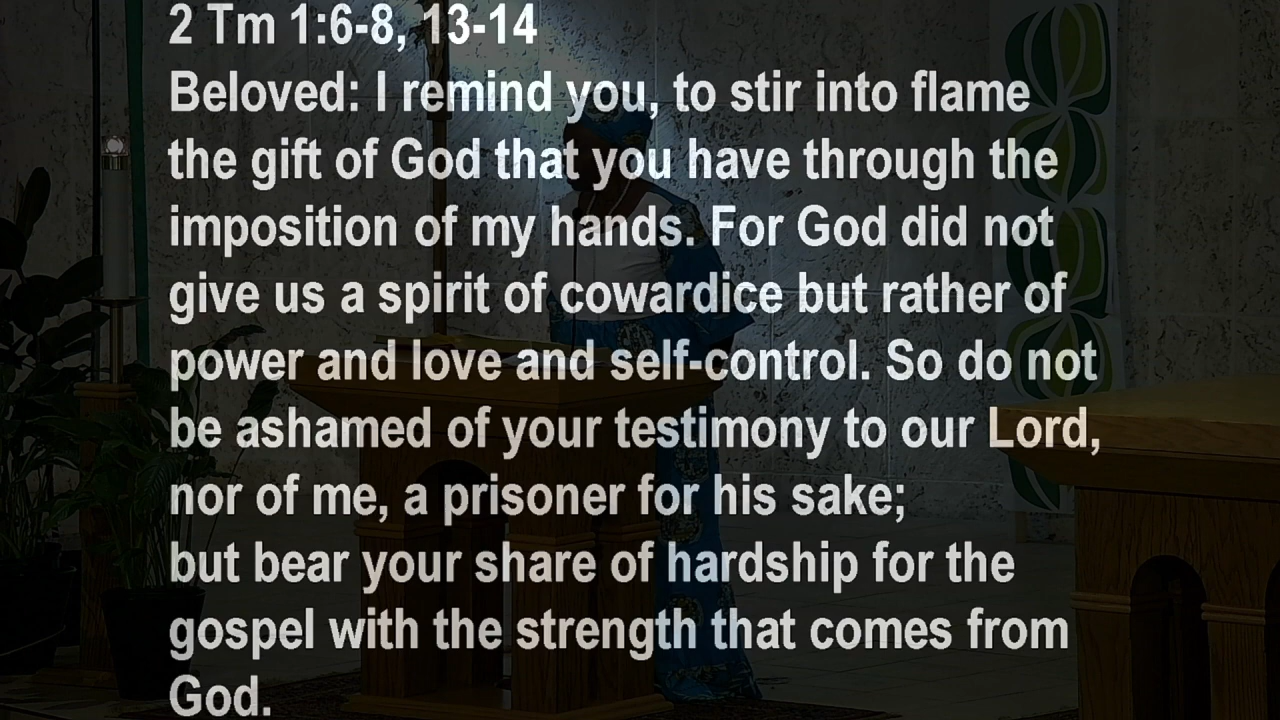 2 Tm 1:6-8, 13-14
Beloved: I remind you, to stir into flame
the gift of God that you have through the
imposition of my hands. For God did not
give us a spirit of cowardice but rather of
power and love and self-control. So do not
be ashamed of your testimony to our Lord,
nor of me, a prisoner for his sake;
but bear your share of hardship for the
gospel with the strength that comes from
God.